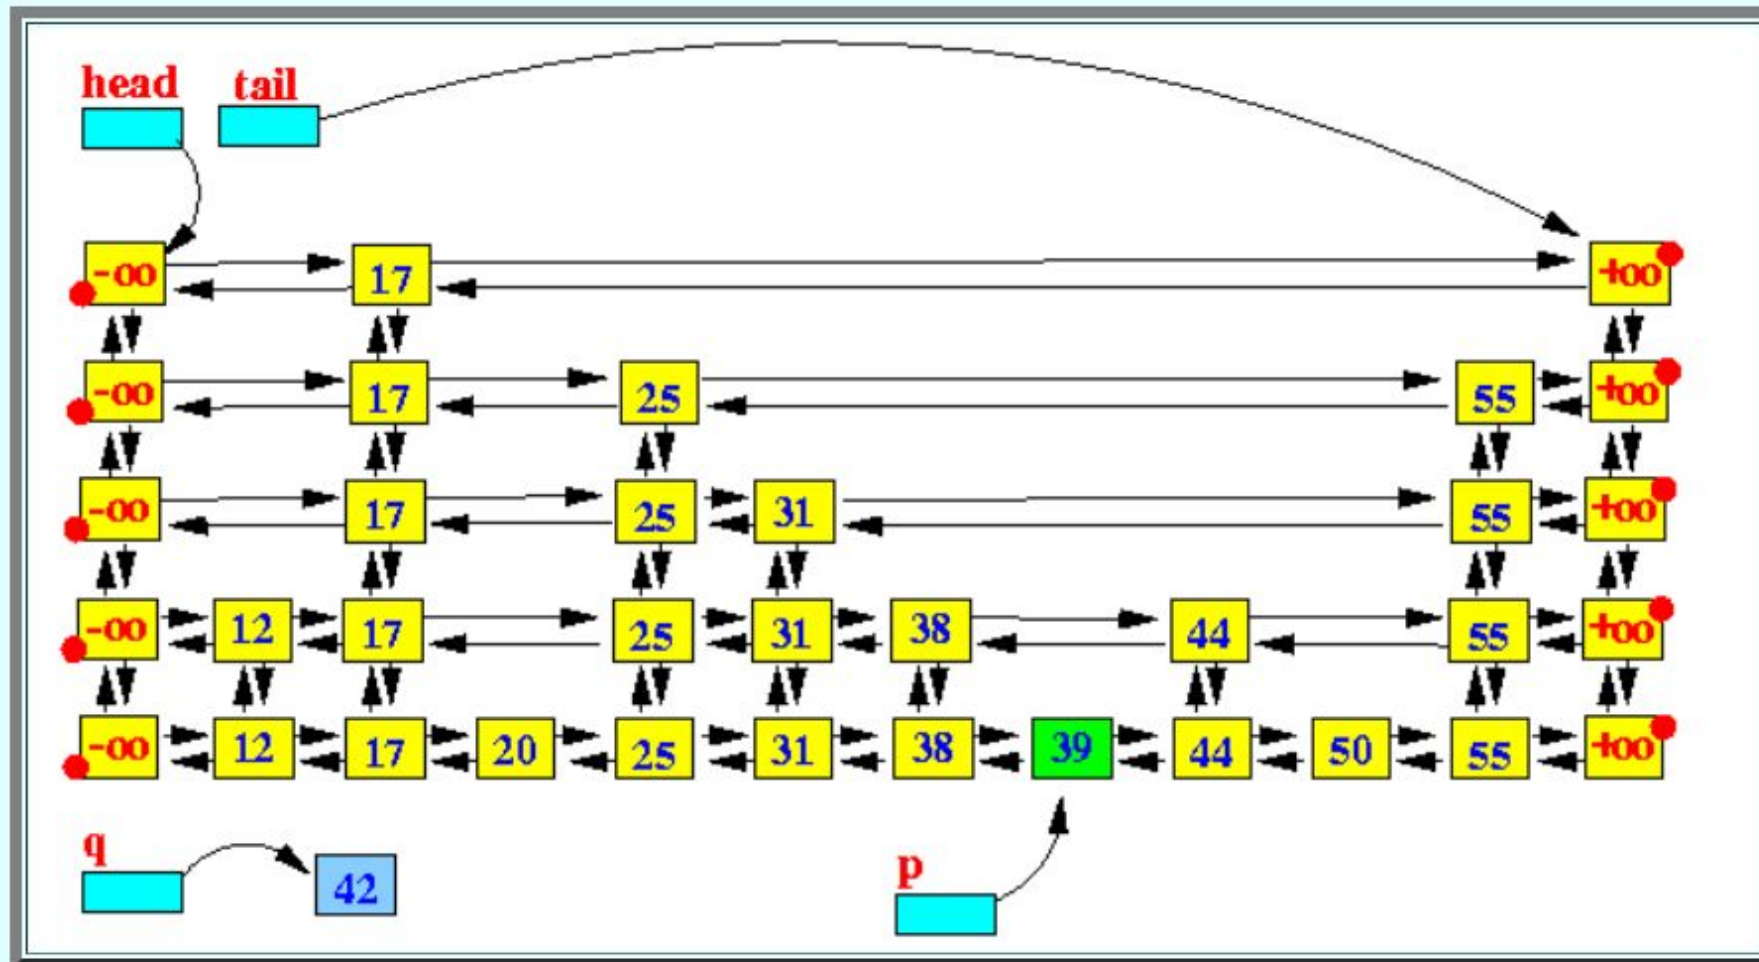 head tail
-oo 17 +oo
-oo 17 25 55 +oo
-oo 17 25 31 55 +oo
-oo 12 17 25 31 38 44 55 +oo
-oo 12 17 20 25 31 38 39 44 50 55 +oo
q
42
p